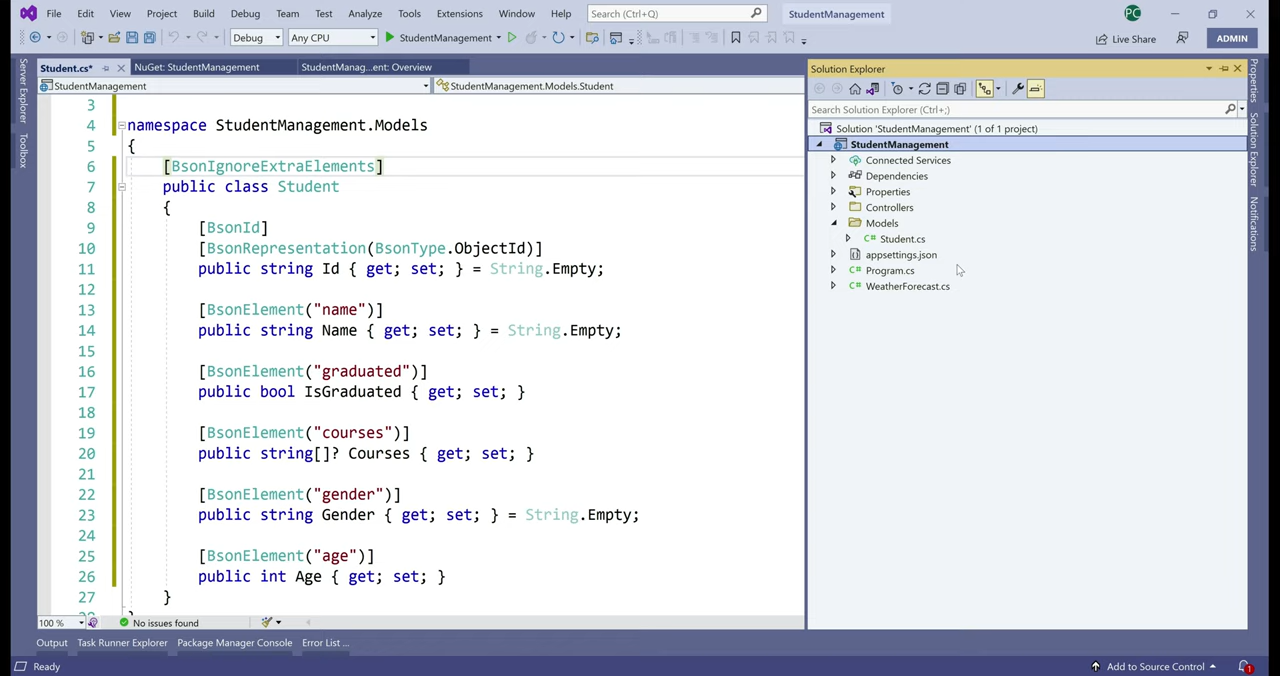 File Edit View Project Build Debug Team Test Analyze Tools Extensions Window Help Search (Ctrl+Q) StudentManagement PC
Debug Any CPU StudentManagement Live Share ADMIN
Server Explorer
Toolbox
Student.cs* NuGet: StudentManagement StudentManag...ent: Overview
StudentManagement StudentManagement.Models.Student
3
4 namespace StudentManagement.Models
5 {
6 [BsonIgnoreExtraElements]
7 public class Student
8 {
9 [BsonId]
10 [BsonRepresentation(BsonType.ObjectId)]
11 public string Id { get; set; } = String.Empty;
12
13 [BsonElement("name")]
14 public string Name { get; set; } = String.Empty;
15
16 [BsonElement("graduated")]
17 public bool IsGraduated { get; set; }
18
19 [BsonElement("courses")]
20 public string[]? Courses { get; set; }
21
22 [BsonElement("gender")]
23 public string Gender { get; set; } = String.Empty;
24
25 [BsonElement("age")]
26 public int Age { get; set; }
27 }
28 }
100 % No issues found
Solution Explorer
Search Solution Explorer (Ctrl+;)
Solution 'StudentManagement' (1 of 1 project)
StudentManagement
Connected Services
Dependencies
Properties
Controllers
Models
C# Student.cs
appsettings.json
C# Program.cs
C# WeatherForecast.cs
Properties
Solution Explorer
Notifications
Output Task Runner Explorer Package Manager Console Error List ...
Ready Add to Source Control 1